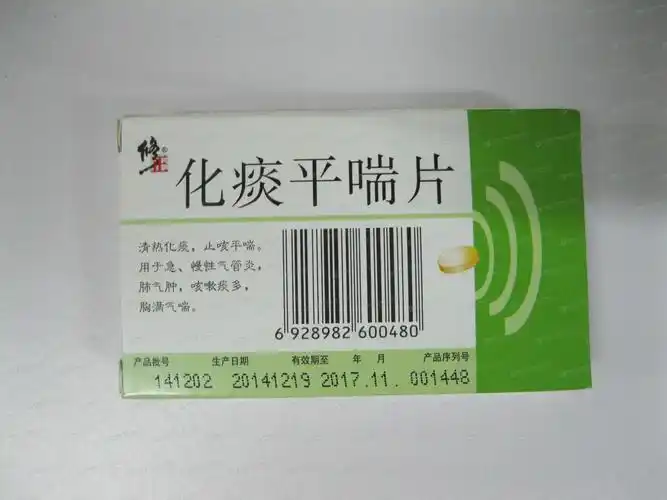 修正®
化痰平喘片
清热化痰，止咳平喘。
用于急、慢性气管炎，
肺气肿，咳嗽痰多，
胸满气喘。
6 928982 600480
产品批号 生产日期 有效期至 年 月 产品序列号
141202 20141219 2017.11. 001448